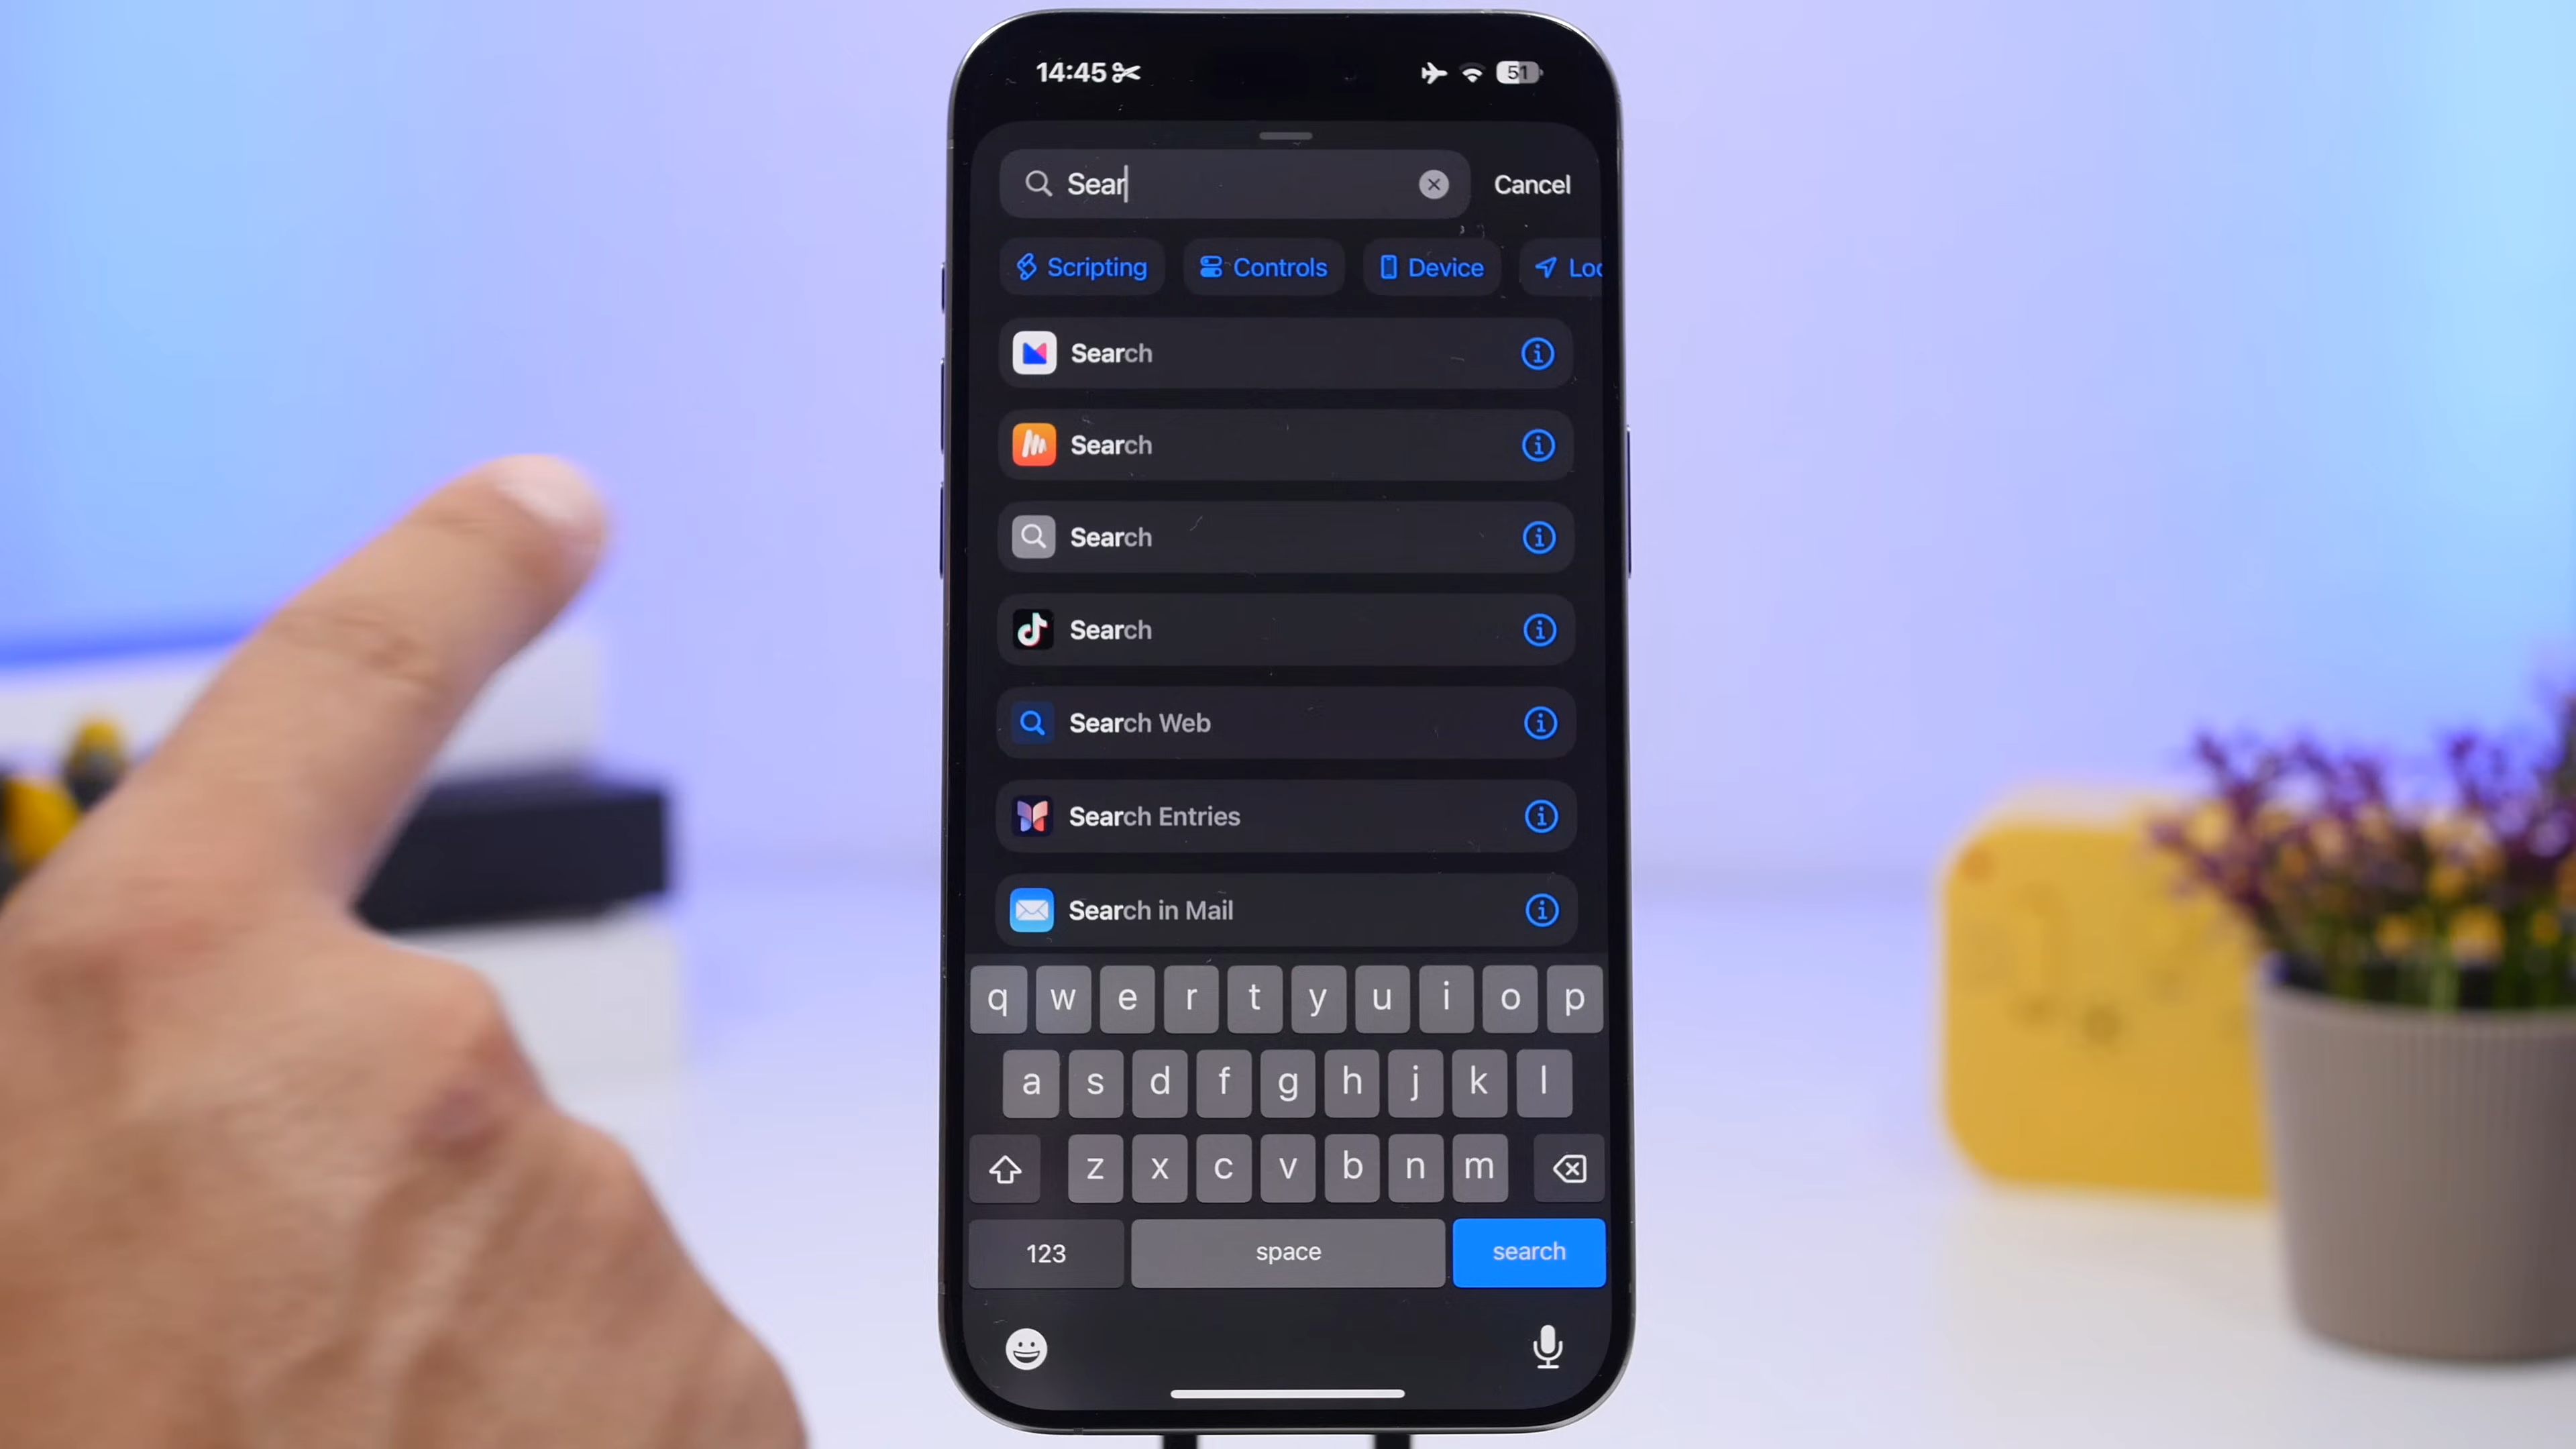 14:45
51
Sear
Cancel
Scripting
Controls
Device
Loc
Search
Search
Search
Search
Search Web
Search Entries
Search in Mail
q w e r t y u i o p
a s d f g h j k l
z x c v b n m
123
space
search